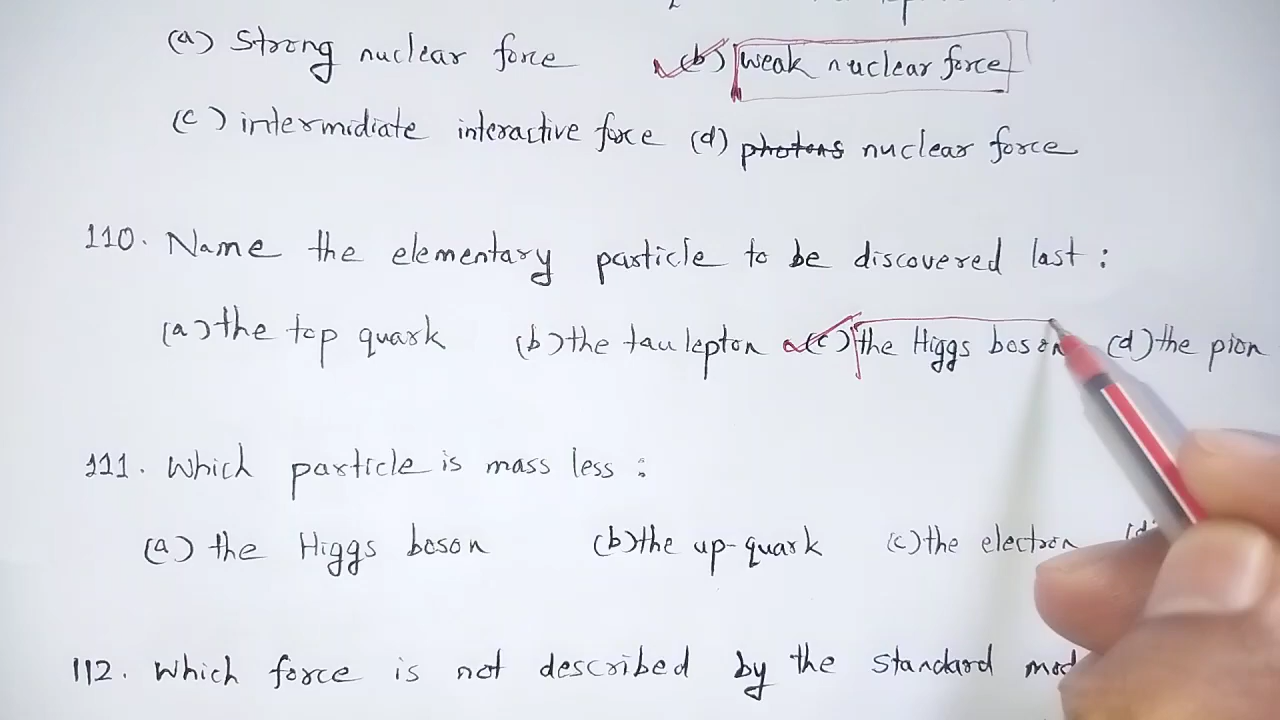 (a) Strong nuclear force (b) weak nuclear force
(c) intermidiate interactive force (d) photons nuclear force
110. Name the elementary particle to be discovered last :
(a) the top quark (b) the tau lepton (c) the Higgs boson (d) the pion
111. Which particle is mass less :
(a) the Higgs boson (b) the up-quark (c) the electron (d)
112. Which force is not described by the standard